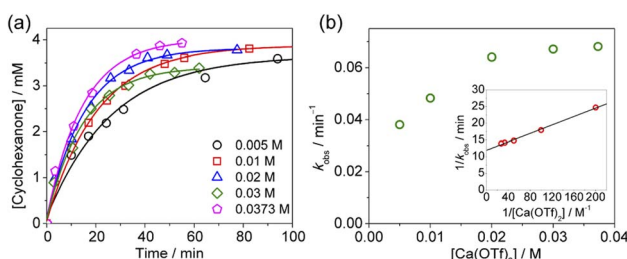 (a)
[Cyclohexanone] / mM
4
3
2
1
0
0 20 40 60 80 100
Time / min
0.005 M
0.01 M
0.02 M
0.03 M
0.0373 M
(b)
k_obs / min⁻¹
0.06
0.04
0.02
0.00
0.00 0.01 0.02 0.03 0.04
[Ca(OTf)₂] / M
1/k_obs / min
25
20
15
10
5
0
40 80 120 160 200
1/[Ca(OTf)₂] / M⁻¹